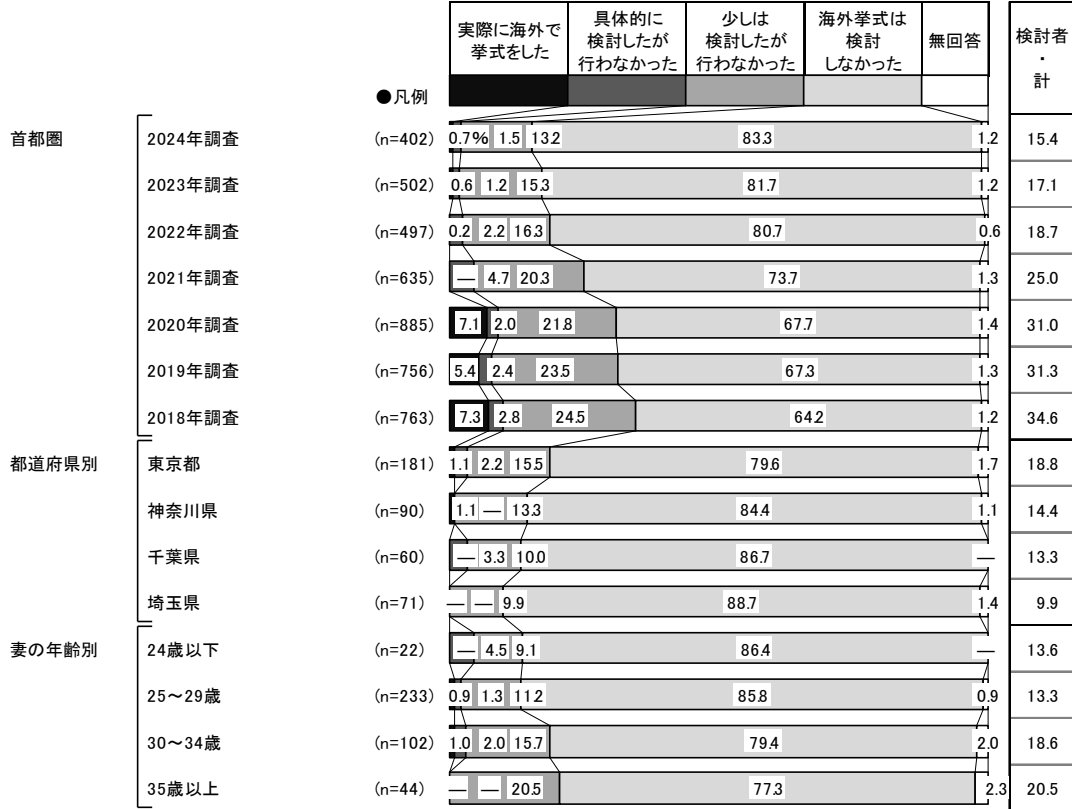 実際に海外で
挙式をした
具体的に
検討したが
行わなかった
少しは
検討したが
行わなかった
海外挙式は
検討
しなかった
無回答
検討者
・
計
●凡例
首都圏 2024年調査 (n=402) 0.7% 1.5 13.2 83.3 1.2 15.4
2023年調査 (n=502) 0.6 1.2 15.3 81.7 1.2 17.1
2022年調査 (n=497) 0.2 2.2 16.3 80.7 0.6 18.7
2021年調査 (n=635) — 4.7 20.3 73.7 1.3 25.0
2020年調査 (n=885) 7.1 2.0 21.8 67.7 1.4 31.0
2019年調査 (n=756) 5.4 2.4 23.5 67.3 1.3 31.3
2018年調査 (n=763) 7.3 2.8 24.5 64.2 1.2 34.6
都道府県別 東京都 (n=181) 1.1 2.2 15.5 79.6 1.7 18.8
神奈川県 (n=90) 1.1 — 13.3 84.4 1.1 14.4
千葉県 (n=60) — 3.3 10.0 86.7 — 13.3
埼玉県 (n=71) — — 9.9 88.7 1.4 9.9
妻の年齢別 24歳以下 (n=22) — 4.5 9.1 86.4 — 13.6
25～29歳 (n=233) 0.9 1.3 11.2 85.8 0.9 13.3
30～34歳 (n=102) 1.0 2.0 15.7 79.4 2.0 18.6
35歳以上 (n=44) — — 20.5 77.3 2.3 20.5